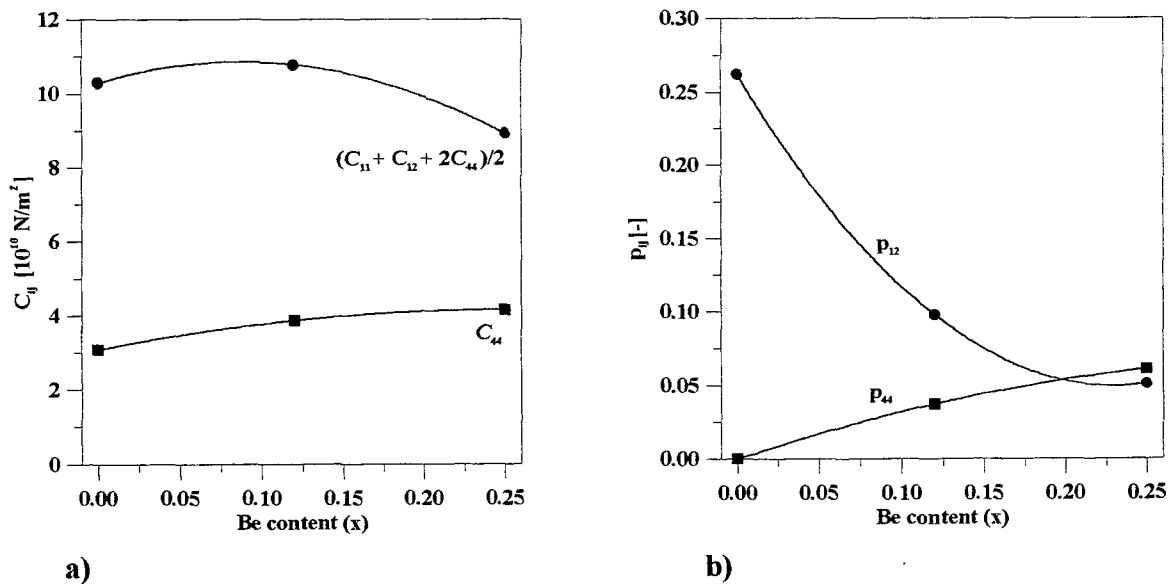 12
10
8
6
4
2
0
C_ij [10^10 N/m^2]
(C_11 + C_12 + 2C_44)/2
C_44
0.00 0.05 0.10 0.15 0.20 0.25
Be content (x)
a)
0.30
0.25
0.20
0.15
0.10
0.05
0.00
p_ij [-]
p_12
p_44
0.00 0.05 0.10 0.15 0.20 0.25
Be content (x)
b)